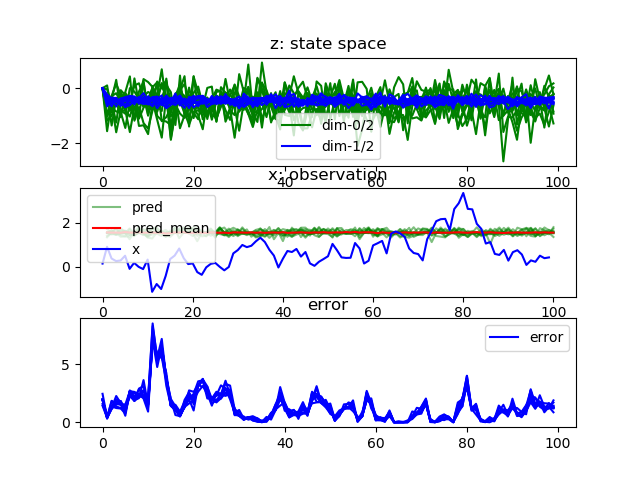 z: state space
0
−2
dim-0/2
dim-1/2
0 20 40 60 80 100
x: observation
2
0
pred
pred_mean
x
0 20 40 60 80 100
error
5
0
error
0 20 40 60 80 100